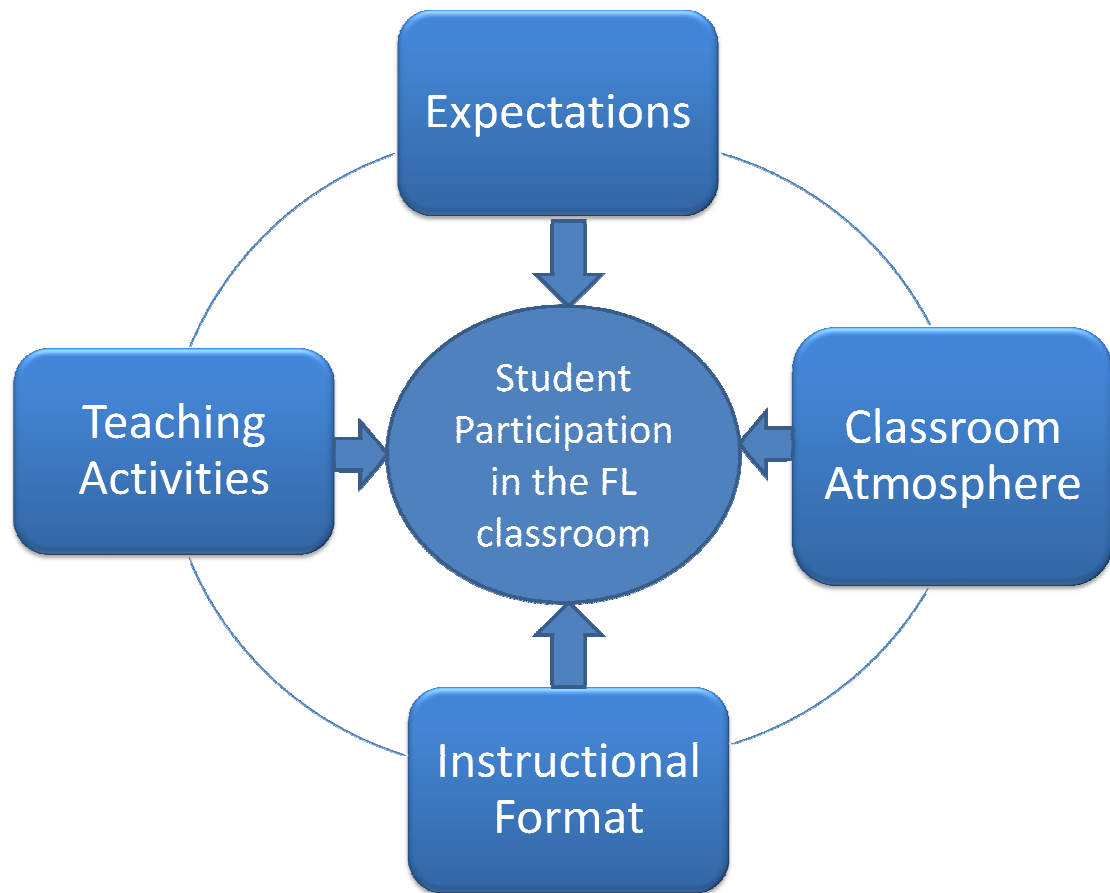 Expectations
Student
Participation
in the FL
classroom
Teaching
Activities
Classroom
Atmosphere
Instructional
Format